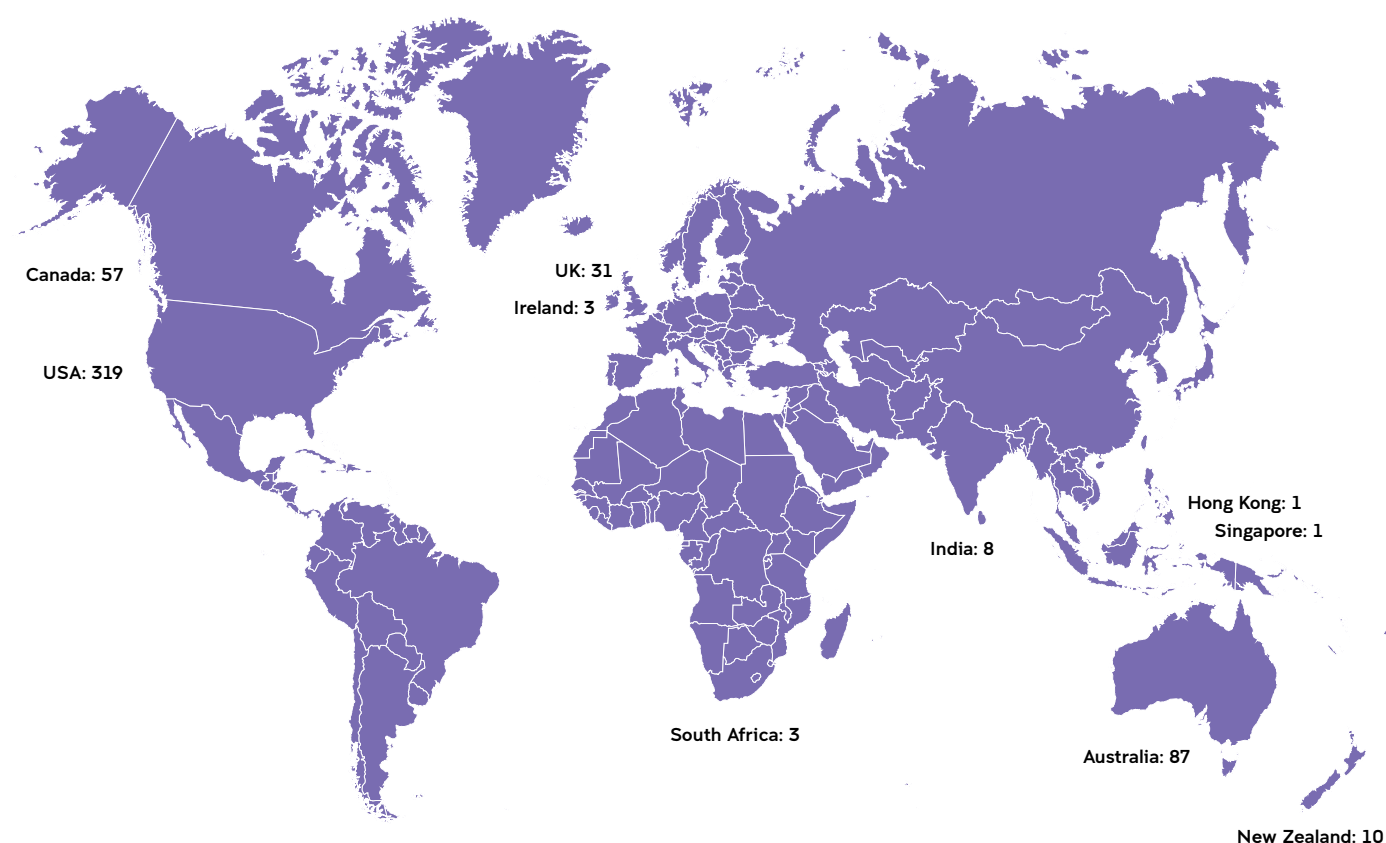 Canada: 57
USA: 319
UK: 31
Ireland: 3
South Africa: 3
India: 8
Hong Kong: 1
Singapore: 1
Australia: 87
New Zealand: 10